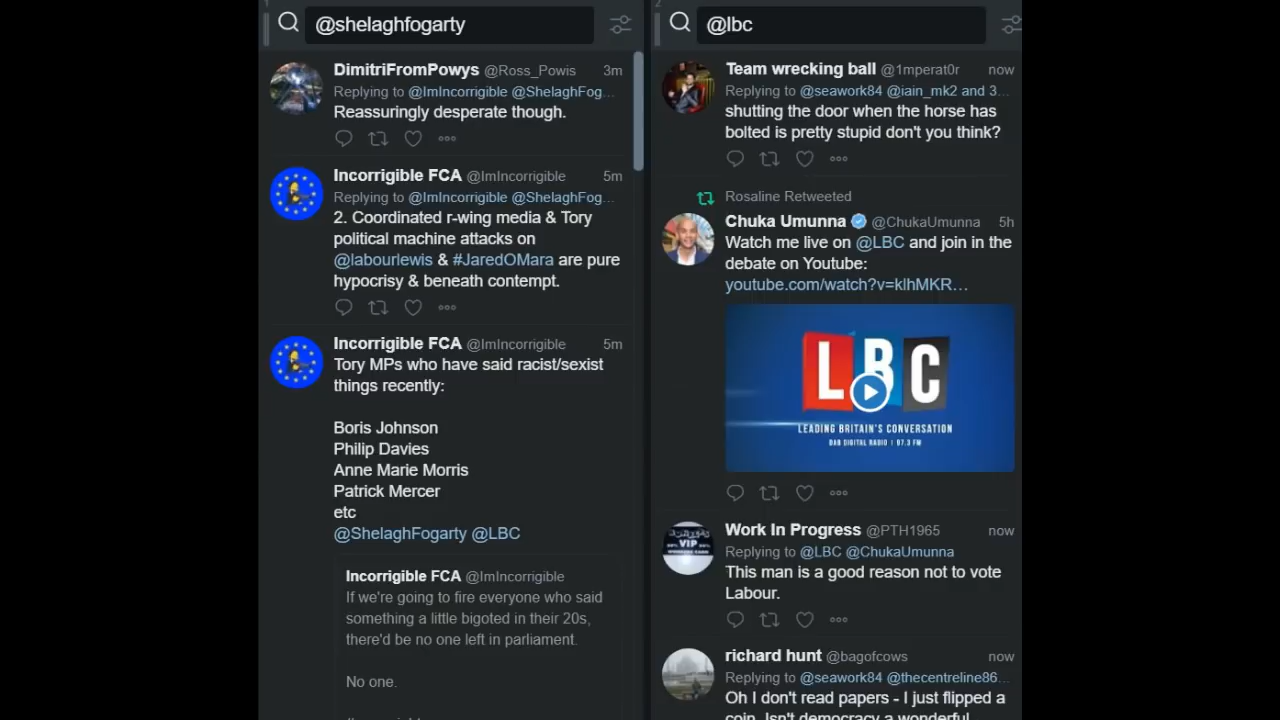 1
@shelaghfogarty
DimitriFromPowys @Ross_Powis 3m
Replying to @ImIncorrigible @ShelaghFog...
Reassuringly desperate though.
Incorrigible FCA @ImIncorrigible 5m
Replying to @ImIncorrigible @ShelaghFog...
2. Coordinated r-wing media & Tory
political machine attacks on
@labourlewis & #JaredOMara are pure
hypocrisy & beneath contempt.
Incorrigible FCA @ImIncorrigible 5m
Tory MPs who have said racist/sexist
things recently:
Boris Johnson
Philip Davies
Anne Marie Morris
Patrick Mercer
etc
@ShelaghFogarty @LBC
Incorrigible FCA @ImIncorrigible
If we're going to fire everyone who said
something a little bigoted in their 20s,
there'd be no one left in parliament.
No one.
2
@lbc
Team wrecking ball @1mperat0r now
Replying to @seawork84 @iain_mk2 and 3...
shutting the door when the horse has
bolted is pretty stupid don't you think?
Rosaline Retweeted
Chuka Umunna @ChukaUmunna 5h
Watch me live on @LBC and join in the
debate on Youtube:
youtube.com/watch?v=klhMKR...
LBC
LEADING BRITAIN'S CONVERSATION
DAB DIGITAL RADIO | 97.3 FM
Work In Progress @PTH1965 now
Replying to @LBC @ChukaUmunna
This man is a good reason not to vote
Labour.
VIP
richard hunt @bagofcows now
Replying to @seawork84 @thecentreline86...
Oh I don't read papers - I just flipped a
coin. Isn't democracy a wonderful